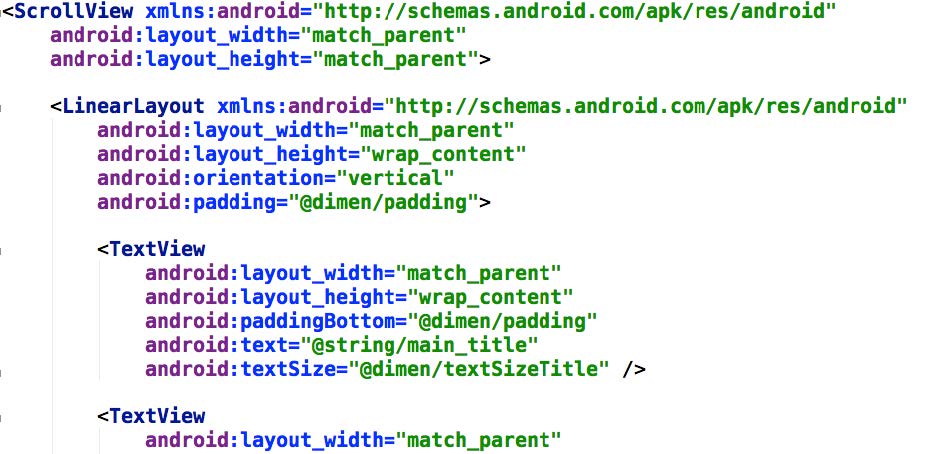 <ScrollView xmlns:android="http://schemas.android.com/apk/res/android"
    android:layout_width="match_parent"
    android:layout_height="match_parent">

    <LinearLayout xmlns:android="http://schemas.android.com/apk/res/android"
        android:layout_width="match_parent"
        android:layout_height="wrap_content"
        android:orientation="vertical"
        android:padding="@dimen/padding">

        <TextView
            android:layout_width="match_parent"
            android:layout_height="wrap_content"
            android:paddingBottom="@dimen/padding"
            android:text="@string/main_title"
            android:textSize="@dimen/textSizeTitle" />

        <TextView
            android:layout_width="match_parent"